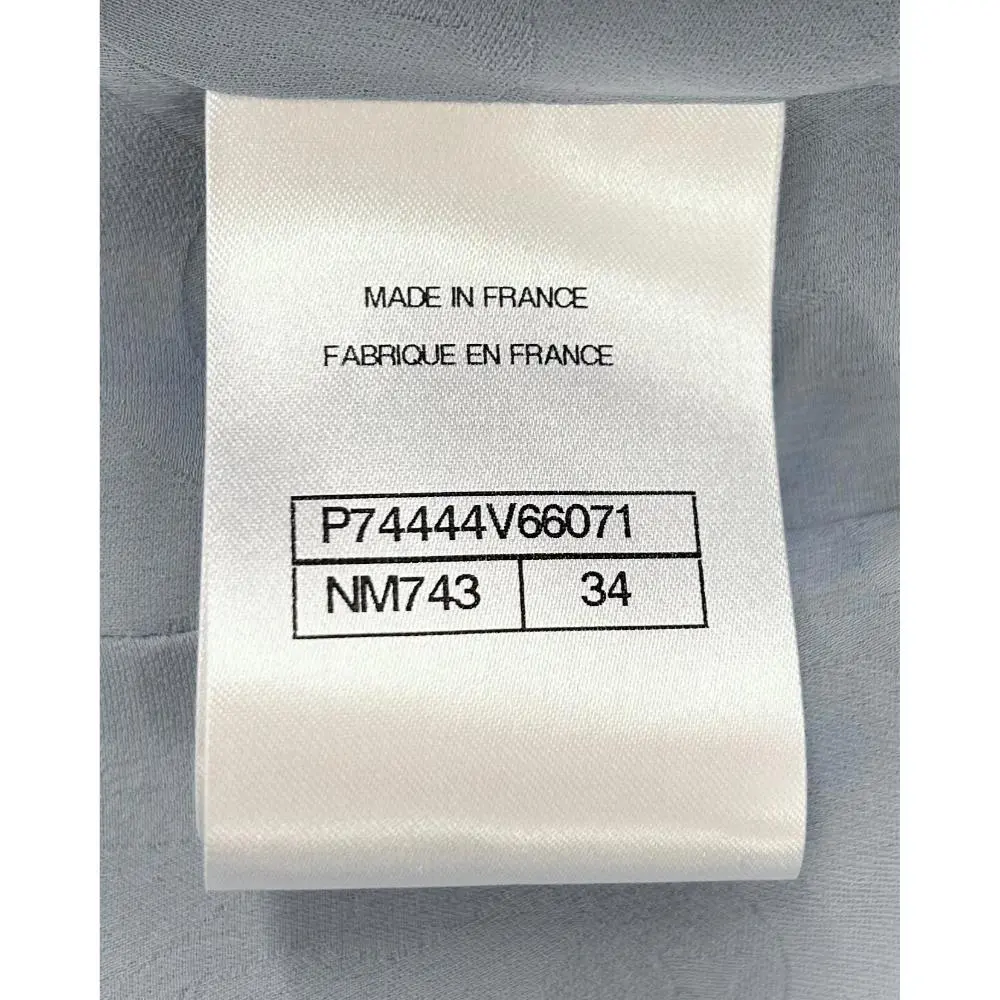 MADE IN FRANCE
FABRIQUE EN FRANCE
P74444V66071
NM743 34